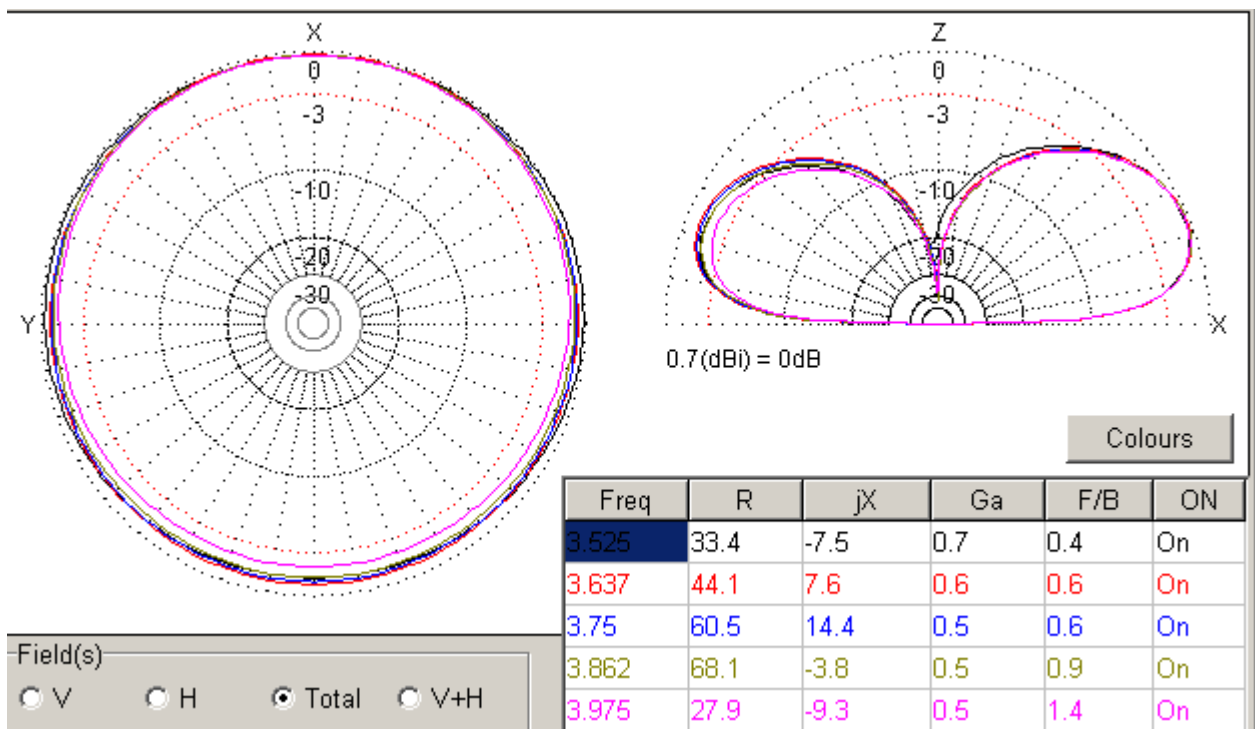 X
0
-3
-10
-20
-30
Y
Z
0
-3
-10
-20
-30
X
0.7(dBi) = 0dB
Colours
Freq R jX Ga F/B ON
3.525 33.4 -7.5 0.7 0.4 On
3.637 44.1 7.6 0.6 0.6 On
3.75 60.5 14.4 0.5 0.6 On
3.862 68.1 -3.8 0.5 0.9 On
3.975 27.9 -9.3 0.5 1.4 On
Field(s)
V H Total V+H